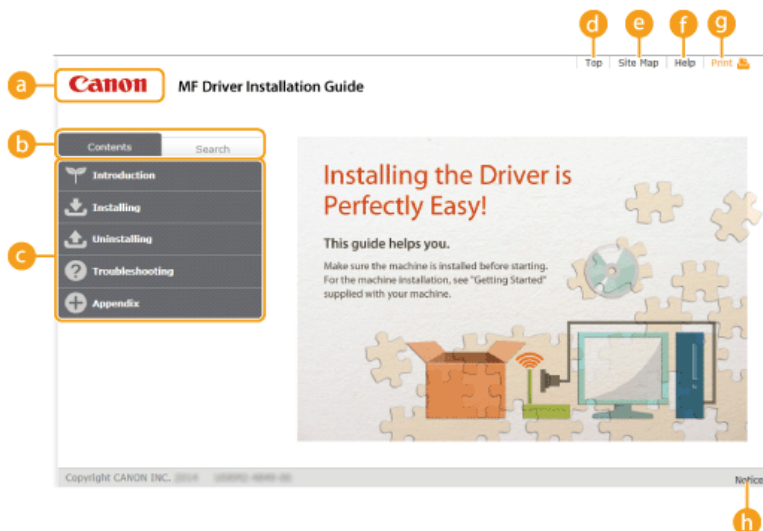 d e f g
Top Site Map Help Print
a Canon MF Driver Installation Guide
b Contents Search
Introduction
Installing
Uninstalling
c Troubleshooting
Appendix
Installing the Driver is
Perfectly Easy!
This guide helps you.
Make sure the machine is installed before starting.
For the machine installation, see "Getting Started"
supplied with your machine.
Copyright CANON INC.
Notice
h